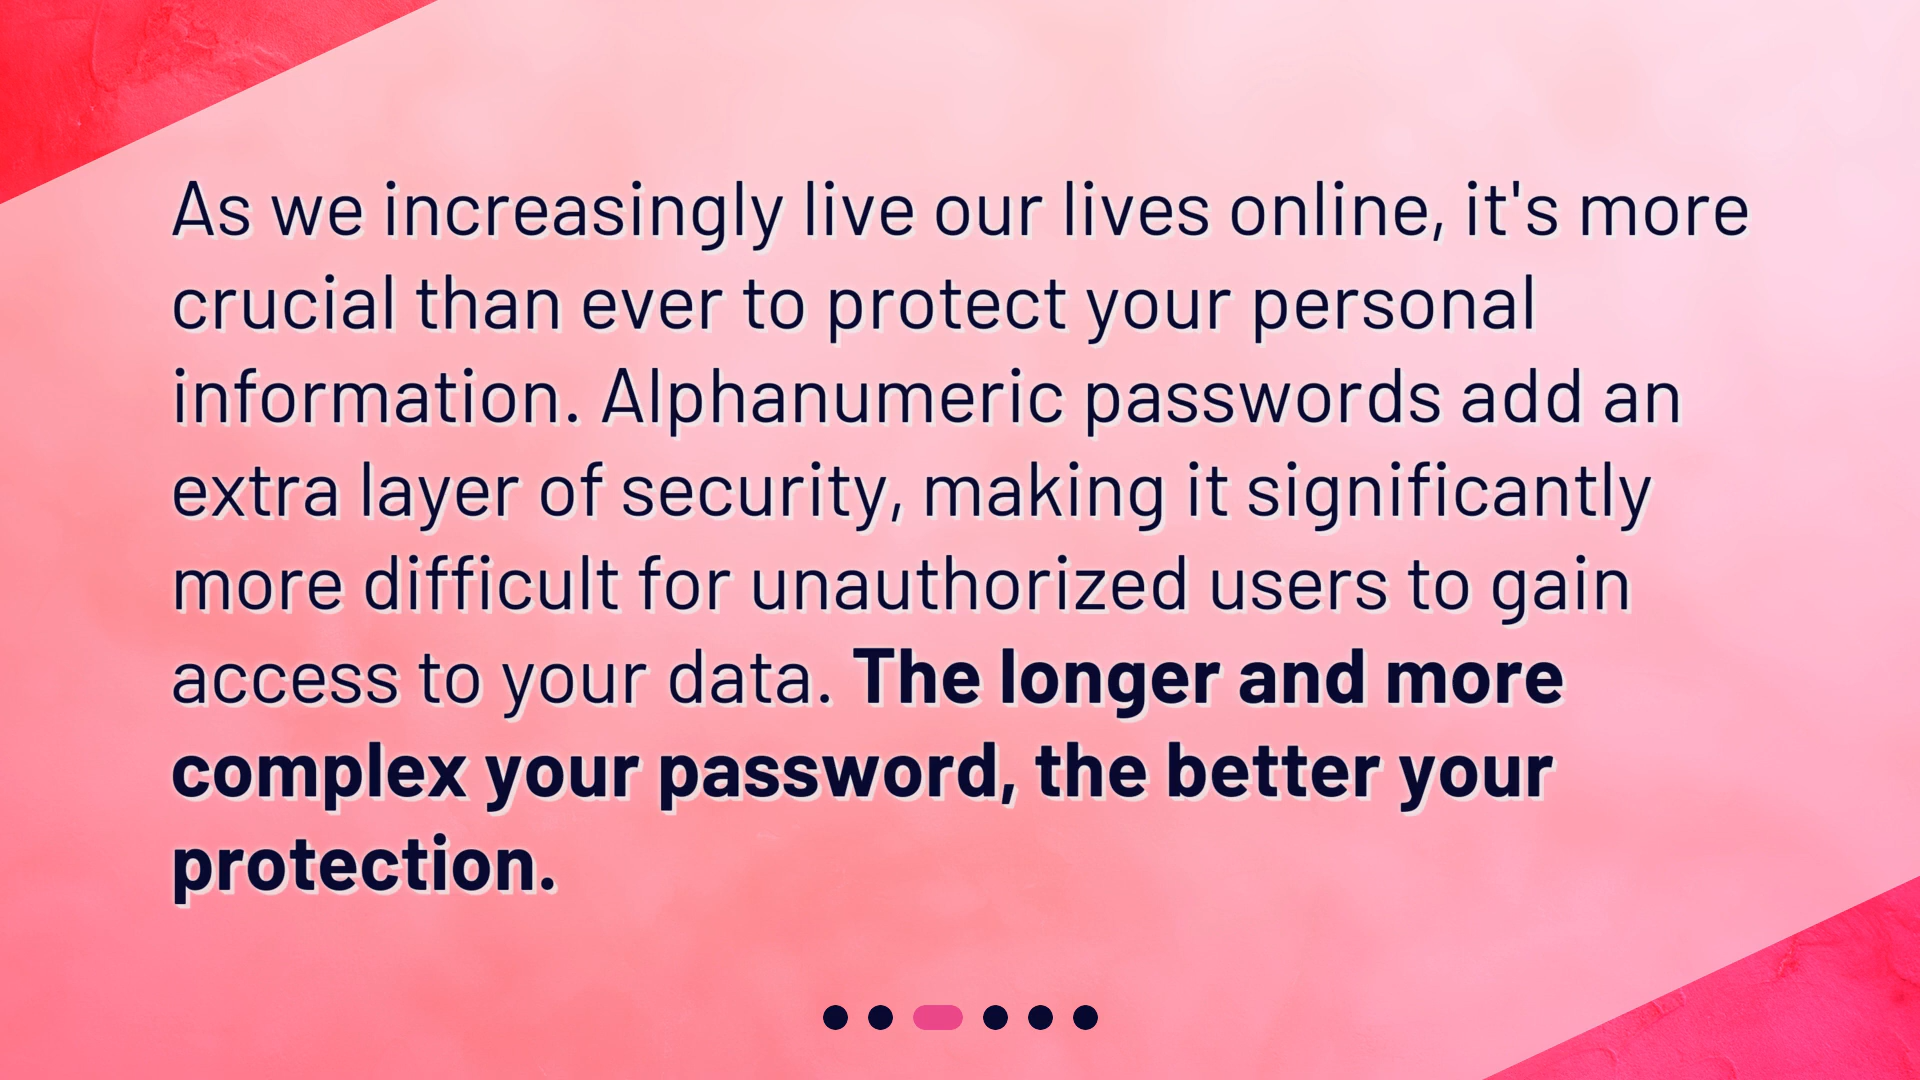 As we increasingly live our lives online, it's more
crucial than ever to protect your personal
information. Alphanumeric passwords add an
extra layer of security, making it significantly
more difficult for unauthorized users to gain
access to your data. The longer and more
complex your password, the better your
protection.